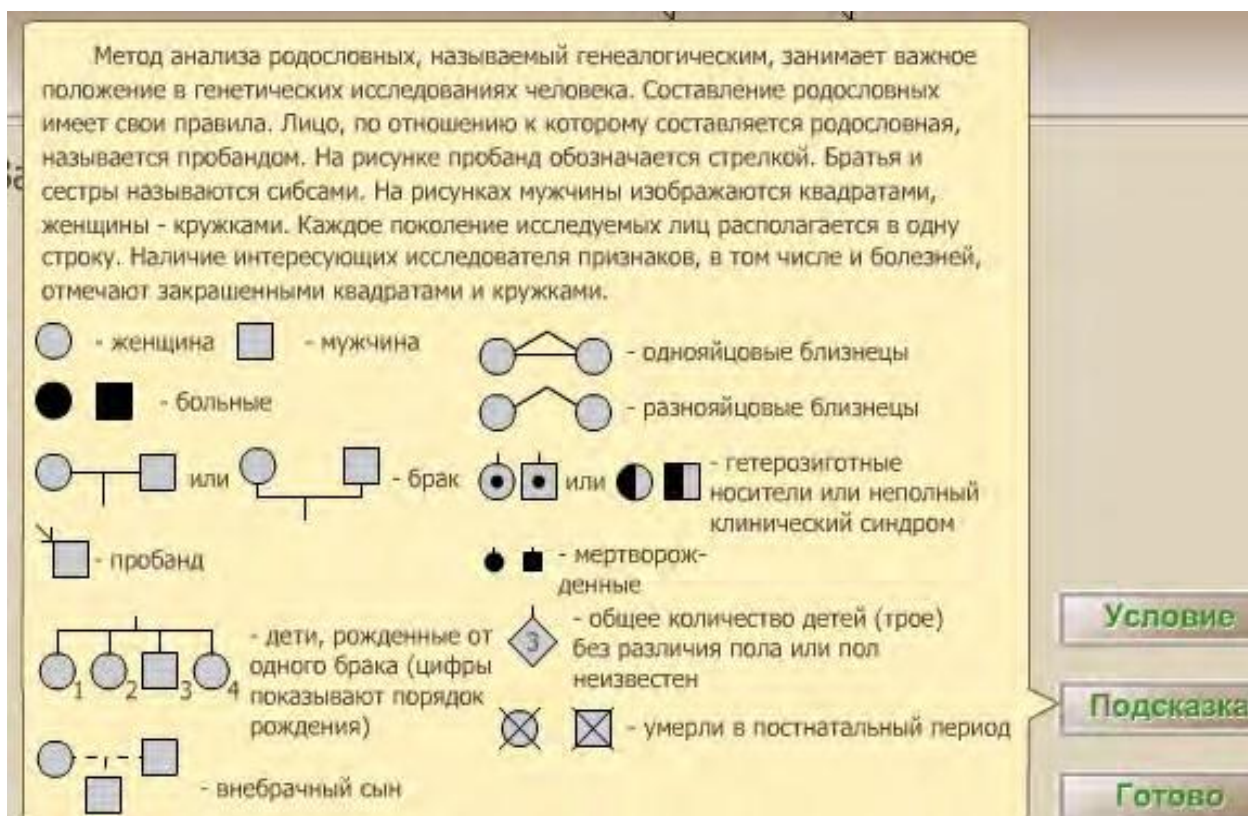 Метод анализа родословных, называемый генеалогическим, занимает важное
положение в генетических исследованиях человека. Составление родословных
имеет свои правила. Лицо, по отношению к которому составляется родословная,
называется пробандом. На рисунке пробанд обозначается стрелкой. Братья и
сестры называются сибсами. На рисунках мужчины изображаются квадратами,
женщины - кружками. Каждое поколение исследуемых лиц располагается в одну
строку. Наличие интересующих исследователя признаков, в том числе и болезней,
отмечают закрашенными квадратами и кружками.
- женщина - мужчина
- больные
или - брак
- пробанд
1 2 3 4
- дети, рожденные от
одного брака (цифры
показывают порядок
рождения)
- внебрачный сын
- однояйцовые близнецы
- разнояйцовые близнецы
или - гетерозиготные
носители или неполный
клинический синдром
- мертворож-
денные
3 - общее количество детей (трое)
без различия пола или пол
неизвестен
- умерли в постнатальный период
Условие
Подсказка
Готово